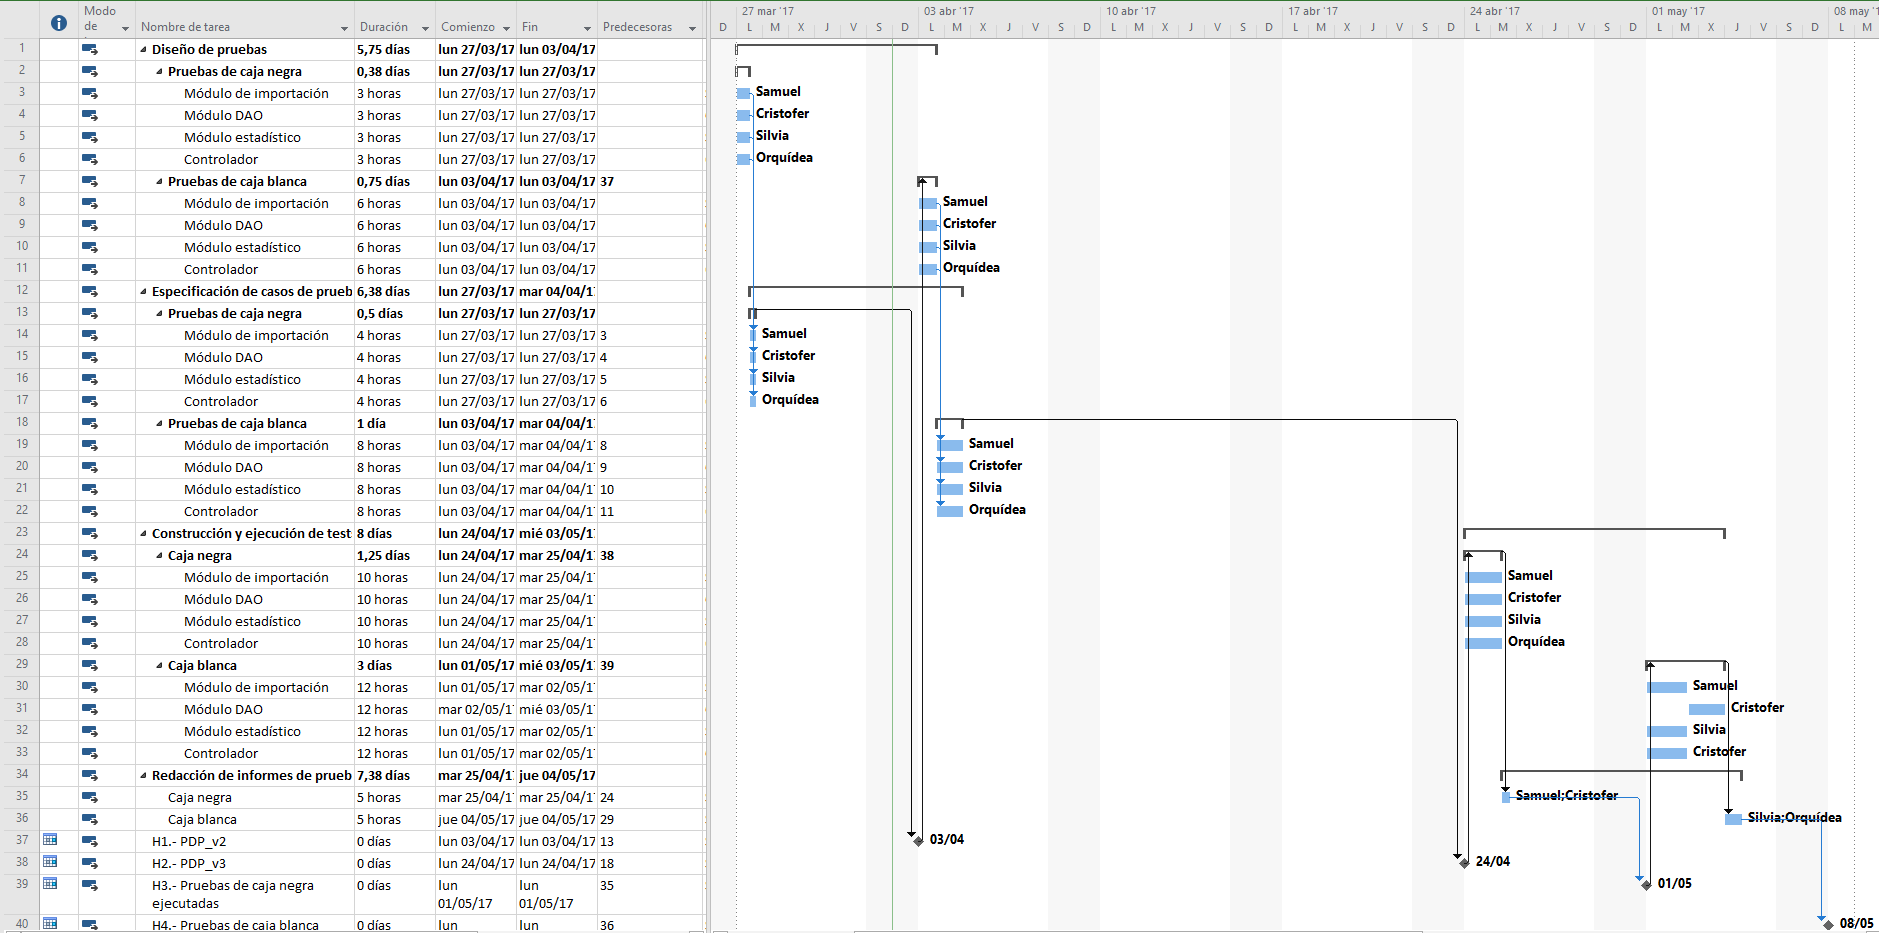 Modo de Nombre de tarea Duración Comienzo Fin Predecesoras
27 mar '17 03 abr '17 10 abr '17 17 abr '17 24 abr '17 01 may '17 08 may '1
D L M X J V S D L M X J V S D L M X J V S D L M X J V S D L M X J V S D L M X J V S D L M
1 Diseño de pruebas 5,75 días lun 27/03/17 lun 03/04/17
2 Pruebas de caja negra 0,38 días lun 27/03/17 lun 27/03/17
3 Módulo de importación 3 horas lun 27/03/17 lun 27/03/17 Samuel
4 Módulo DAO 3 horas lun 27/03/17 lun 27/03/17 Cristofer
5 Módulo estadístico 3 horas lun 27/03/17 lun 27/03/17 Silvia
6 Controlador 3 horas lun 27/03/17 lun 27/03/17 Orquídea
7 Pruebas de caja blanca 0,75 días lun 03/04/17 lun 03/04/17 37
8 Módulo de importación 6 horas lun 03/04/17 lun 03/04/17 Samuel
9 Módulo DAO 6 horas lun 03/04/17 lun 03/04/17 Cristofer
10 Módulo estadístico 6 horas lun 03/04/17 lun 03/04/17 Silvia
11 Controlador 6 horas lun 03/04/17 lun 03/04/17 Orquídea
12 Especificación de casos de prueb 6,38 días lun 27/03/17 mar 04/04/1
13 Pruebas de caja negra 0,5 días lun 27/03/17 lun 27/03/17
14 Módulo de importación 4 horas lun 27/03/17 lun 27/03/17 3 Samuel
15 Módulo DAO 4 horas lun 27/03/17 lun 27/03/17 4 Cristofer
16 Módulo estadístico 4 horas lun 27/03/17 lun 27/03/17 5 Silvia
17 Controlador 4 horas lun 27/03/17 lun 27/03/17 6 Orquídea
18 Pruebas de caja blanca 1 día lun 03/04/17 mar 04/04/1
19 Módulo de importación 8 horas lun 03/04/17 mar 04/04/1 8 Samuel
20 Módulo DAO 8 horas lun 03/04/17 mar 04/04/1 9 Cristofer
21 Módulo estadístico 8 horas lun 03/04/17 mar 04/04/1 10 Silvia
22 Controlador 8 horas lun 03/04/17 mar 04/04/1 11 Orquídea
23 Construcción y ejecución de test 8 días lun 24/04/17 mié 03/05/1
24 Caja negra 1,25 días lun 24/04/17 mar 25/04/1 38
25 Módulo de importación 10 horas lun 24/04/17 mar 25/04/1 Samuel
26 Módulo DAO 10 horas lun 24/04/17 mar 25/04/1 Cristofer
27 Módulo estadístico 10 horas lun 24/04/17 mar 25/04/1 Silvia
28 Controlador 10 horas lun 24/04/17 mar 25/04/1 Orquídea
29 Caja blanca 3 días lun 01/05/17 mié 03/05/1 39
30 Módulo de importación 12 horas lun 01/05/17 mar 02/05/1 Samuel
31 Módulo DAO 12 horas mar 02/05/1 mié 03/05/1 Cristofer
32 Módulo estadístico 12 horas lun 01/05/17 mar 02/05/1 Silvia
33 Controlador 12 horas lun 01/05/17 mar 02/05/1 Cristofer
34 Redacción de informes de prueb 7,38 días mar 25/04/1 jue 04/05/17
35 Caja negra 5 horas mar 25/04/1 mar 25/04/1 24 Samuel;Cristofer
36 Caja blanca 5 horas jue 04/05/17 jue 04/05/17 29 Silvia;Orquídea
37 H1.- PDP_v2 0 días lun 03/04/17 lun 03/04/17 13 03/04
38 H2.- PDP_v3 0 días lun 24/04/17 lun 24/04/17 18 24/04
39 H3.- Pruebas de caja negra ejecutadas 0 días lun 01/05/17 lun 01/05/17 35 01/05
40 H4.- Pruebas de caja blanca 0 días lun lun 36 08/05